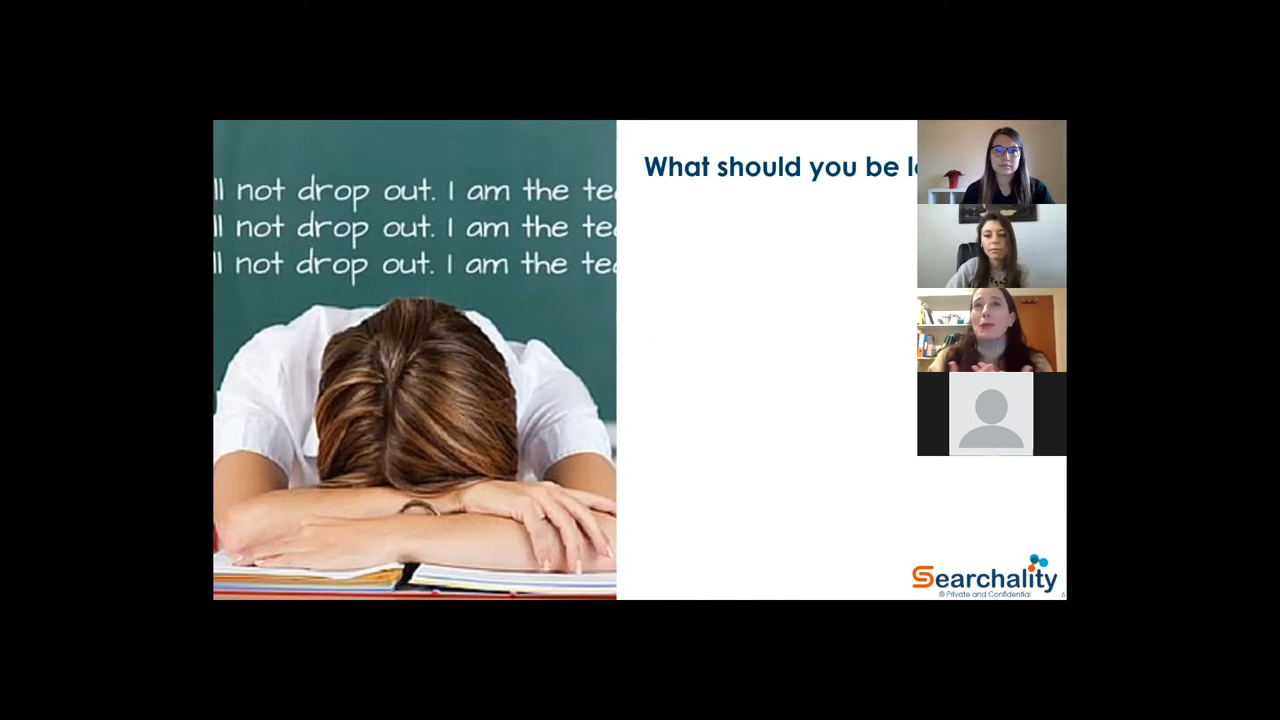 ll not drop out. I am the te
ll not drop out. I am the te
ll not drop out. I am the te
What should you be
Searchality
© Private and Confidential
6